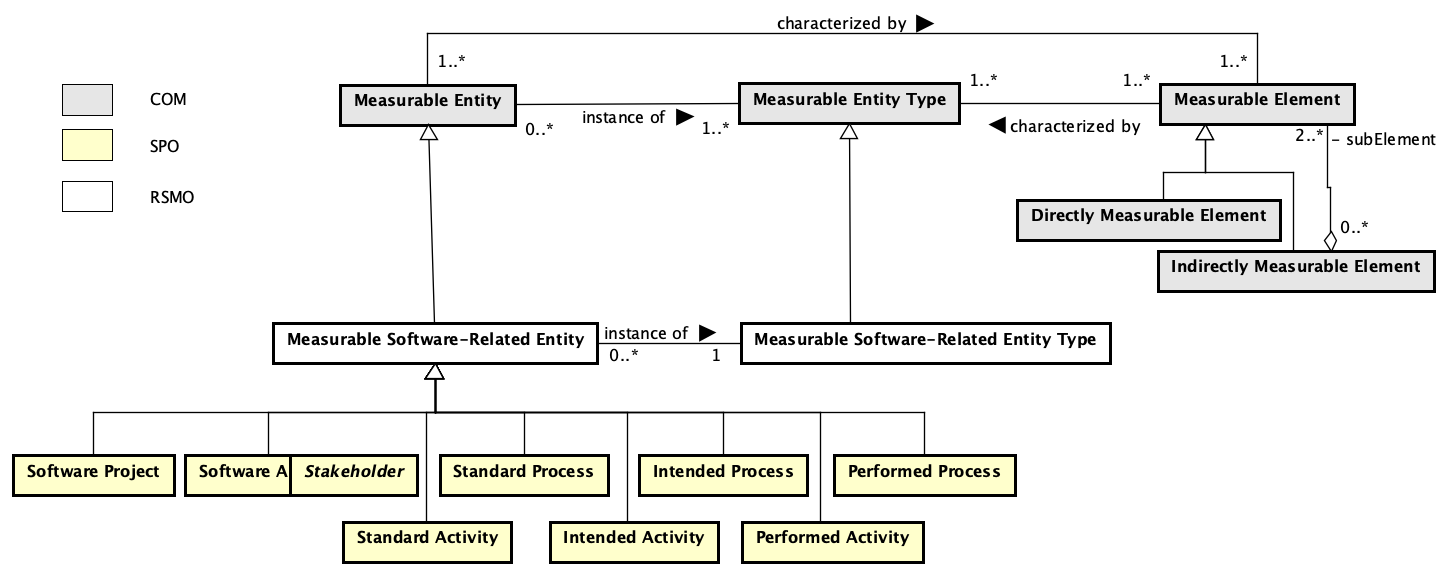 characterized by ▶
1..*
1..*
COM
SPO
RSMO
Measurable Entity
0..*
instance of ▶
1..*
Measurable Entity Type
1..*
1..*
◀ characterized by
Measurable Element
2..*
- subElement
Directly Measurable Element
0..*
Indirectly Measurable Element
Measurable Software-Related Entity
instance of ▶
0..*
1
Measurable Software-Related Entity Type
Software Project
Software A
Stakeholder
Standard Process
Intended Process
Performed Process
Standard Activity
Intended Activity
Performed Activity